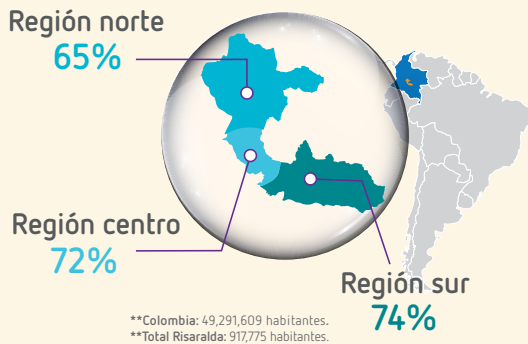 Región norte
65%
Región centro
72%
Región sur
74%
**Colombia: 49,291,609 habitantes.
**Total Risaralda: 917,775 habitantes.